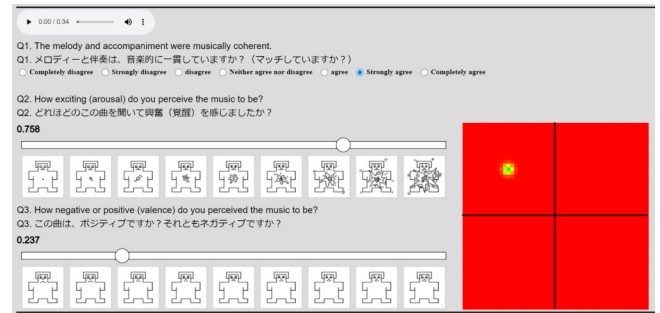 0:00 / 0:34
Q1. The melody and accompaniment were musically coherent.
Q1. メロディーと伴奏は、音楽的に一貫していますか？（マッチしていますか？）
Completely disagree Strongly disagree disagree Neither agree nor disagree agree Strongly agree Completely agree
Q2. How exciting (arousal) do you perceive the music to be?
Q2. どれほどのこの曲を聞いて興奮（覚醒）を感じましたか？
0.758
Q3. How negative or positive (valence) do you perceived the music to be?
Q3. この曲は、ポジティブですか？それともネガティブですか？
0.237